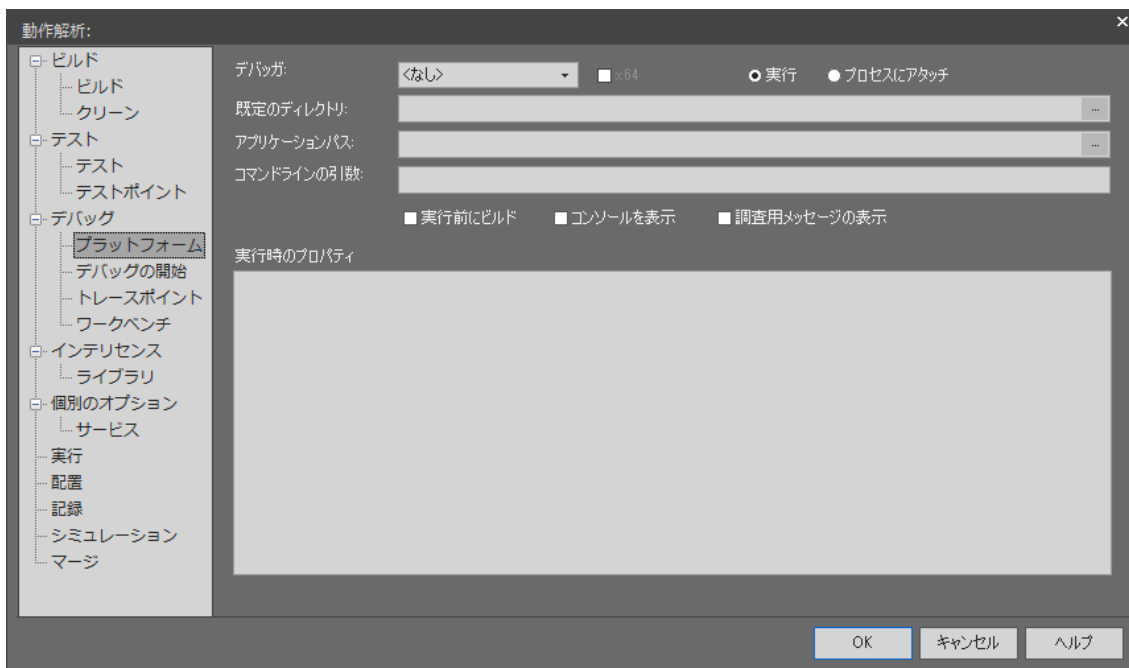 動作解析:
ビルド
ビルド
クリーン
テスト
テスト
テストポイント
デバッグ
プラットフォーム
デバッグの開始
トレースポイント
ワークベンチ
インテリセンス
ライブラリ
個別のオプション
サービス
実行
配置
記録
シミュレーション
マージ
デバッガ: <なし> x64 実行 プロセスにアタッチ
既定のディレクトリ: ...
アプリケーションパス: ...
コマンドラインの引数:
実行前にビルド コンソールを表示 調査用メッセージの表示
実行時のプロパティ
OK キャンセル ヘルプ